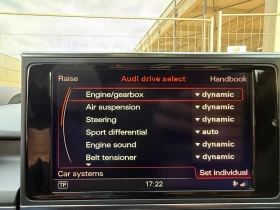 Raise Audi drive select Handbook
Engine/gearbox dynamic
Air suspension dynamic
Steering dynamic
Sport differential auto
Engine sound dynamic
Belt tensioner dynamic
Car systems Set individual
TP 17:22